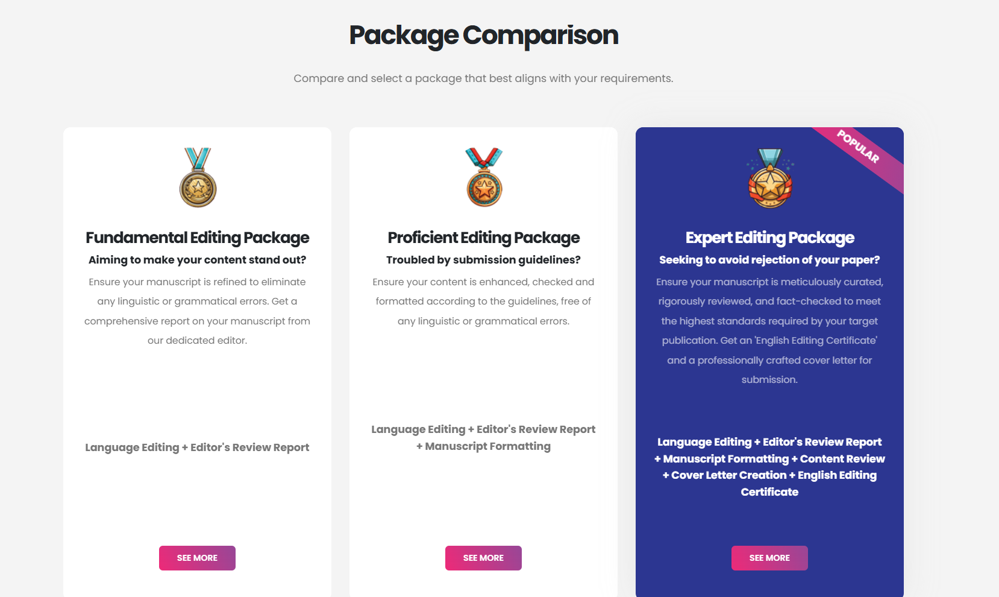 Package Comparison
Compare and select a package that best aligns with your requirements.
Fundamental Editing Package
Aiming to make your content stand out?
Ensure your manuscript is refined to eliminate
any linguistic or grammatical errors. Get a
comprehensive report on your manuscript from
our dedicated editor.
Language Editing + Editor's Review Report
SEE MORE
Proficient Editing Package
Troubled by submission guidelines?
Ensure your content is enhanced, checked and
formatted according to the guidelines, free of
any linguistic or grammatical errors.
Language Editing + Editor's Review Report
+ Manuscript Formatting
SEE MORE
POPULAR
Expert Editing Package
Seeking to avoid rejection of your paper?
Ensure your manuscript is meticulously curated,
rigorously reviewed, and fact-checked to meet
the highest standards required by your target
publication. Get an 'English Editing Certificate'
and a professionally crafted cover letter for
submission.
Language Editing + Editor's Review Report
+ Manuscript Formatting + Content Review
+ Cover Letter Creation + English Editing
Certificate
SEE MORE